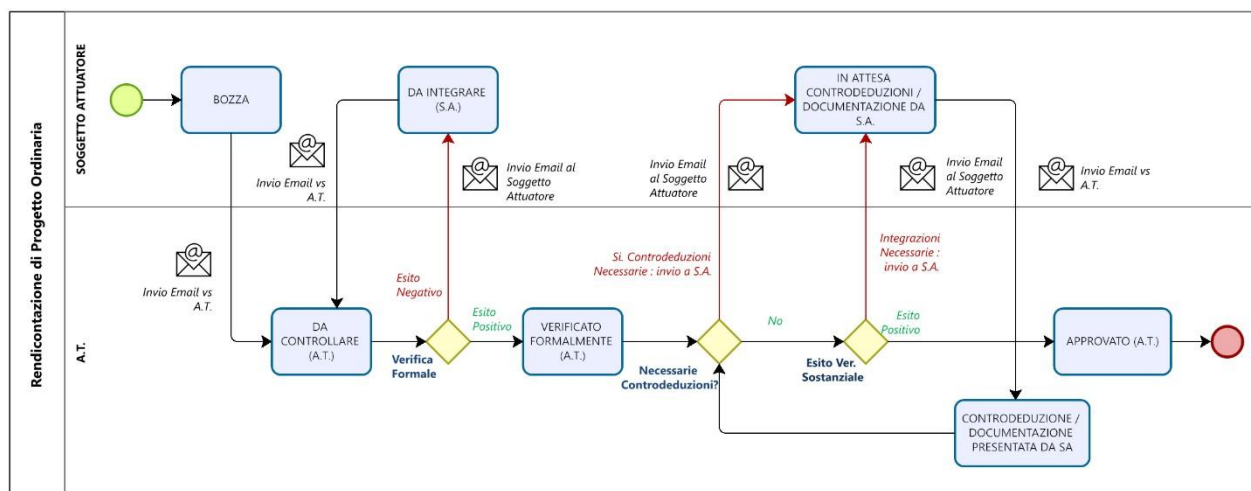 Rendicontazione di Progetto Ordinaria
SOGGETTO ATTUATORE
BOZZA
DA INTEGRARE
(S.A.)
IN ATTESA
CONTRODEDUZIONI /
DOCUMENTAZIONE DA
S.A.
Invio Email vs
A.T.
Invio Email al
Soggetto
Attuatore
Invio Email
al Soggetto
Attuatore
Invio Email
al Soggetto
Attuatore
Invio Email vs
A.T.
A.T.
Invio Email vs
A.T.
Esito
Negativo
Si. Controdeduzioni
Necessarie : invio a S.A.
Integrazioni
Necessarie :
invio a S.A.
DA
CONTROLLARE
(A.T.)
Verifica
Formale
Esito
Positivo
VERIFICATO
FORMALMENTE
(A.T.)
Necessarie
Controdeduzioni?
No
Esito Ver.
Sostanziale
Esito
Positivo
APPROVATO (A.T.)
CONTRODEDUZIONE /
DOCUMENTAZIONE
PRESENTATA DA SA